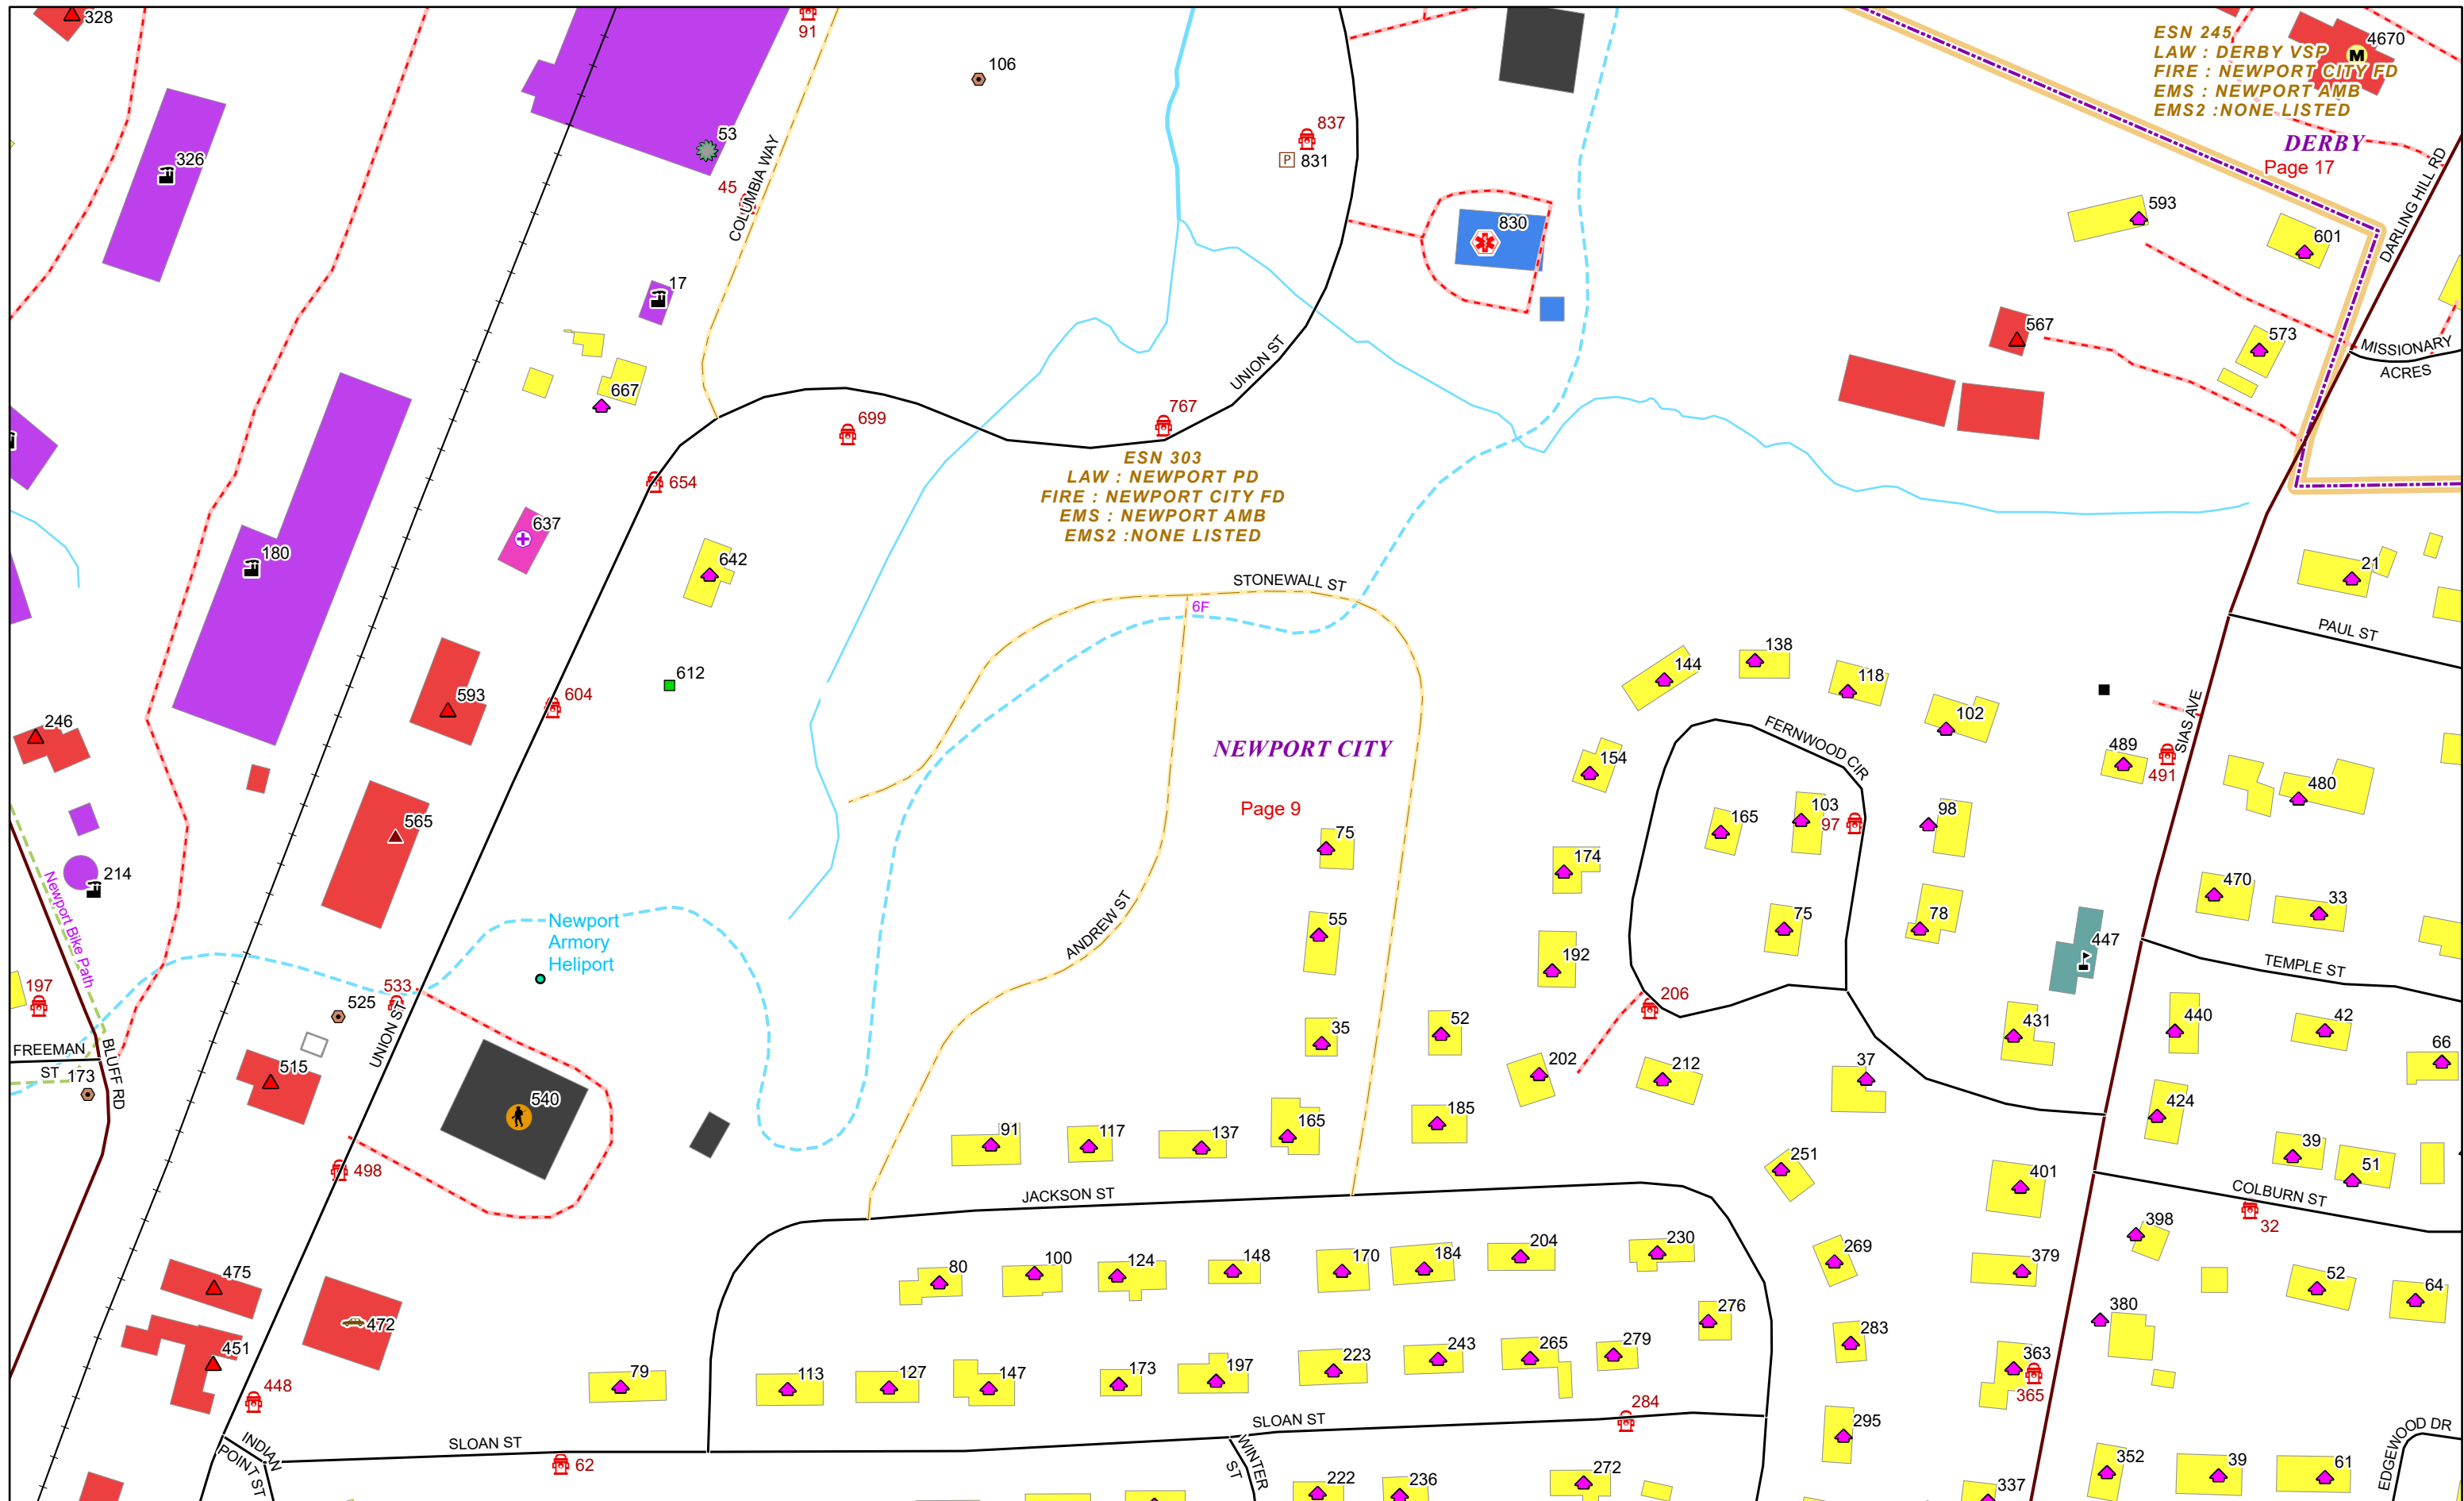 328
91
106
ESN 245
LAW : DERBY VSP
FIRE : NEWPORT CITY FD
EMS : NEWPORT AMB
EMS2 :NONE LISTED
4670
M
DERBY
Page 17
DARLING HILL RD
326
53
45
COLUMBIA WAY
837
P 831
830
593
601
17
667
567
573
MISSIONARY
ACRES
UNION ST
699
767
654
ESN 303
LAW : NEWPORT PD
FIRE : NEWPORT CITY FD
EMS : NEWPORT AMB
EMS2 :NONE LISTED
637
642
180
STONEWALL ST
6F
21
PAUL ST
612
593
604
246
144
138
118
102
FERNWOOD CIR
NEWPORT CITY
Page 9
154
489
491
SIAS AVE
480
565
75
165
103
97
98
174
214
Newport Bike Path
470
33
55
75
78
447
ANDREW ST
Newport
Armory
Heliport
192
TEMPLE ST
197
533
525
UNION ST
206
35
52
431
440
42
66
FREEMAN
ST
173
BLUFF RD
515
540
202
212
37
424
91
117
137
165
185
39
51
498
251
401
JACKSON ST
COLBURN ST
32
398
475
80
100
124
148
170
184
204
230
269
379
52
64
472
276
380
451
283
79
113
127
147
173
197
223
243
265
279
363
365
448
284
295
SLOAN ST
SLOAN ST
INDIAN
POINT ST
62
WINTER
ST
222
236
272
337
352
39
61
EDGEWOOD DR